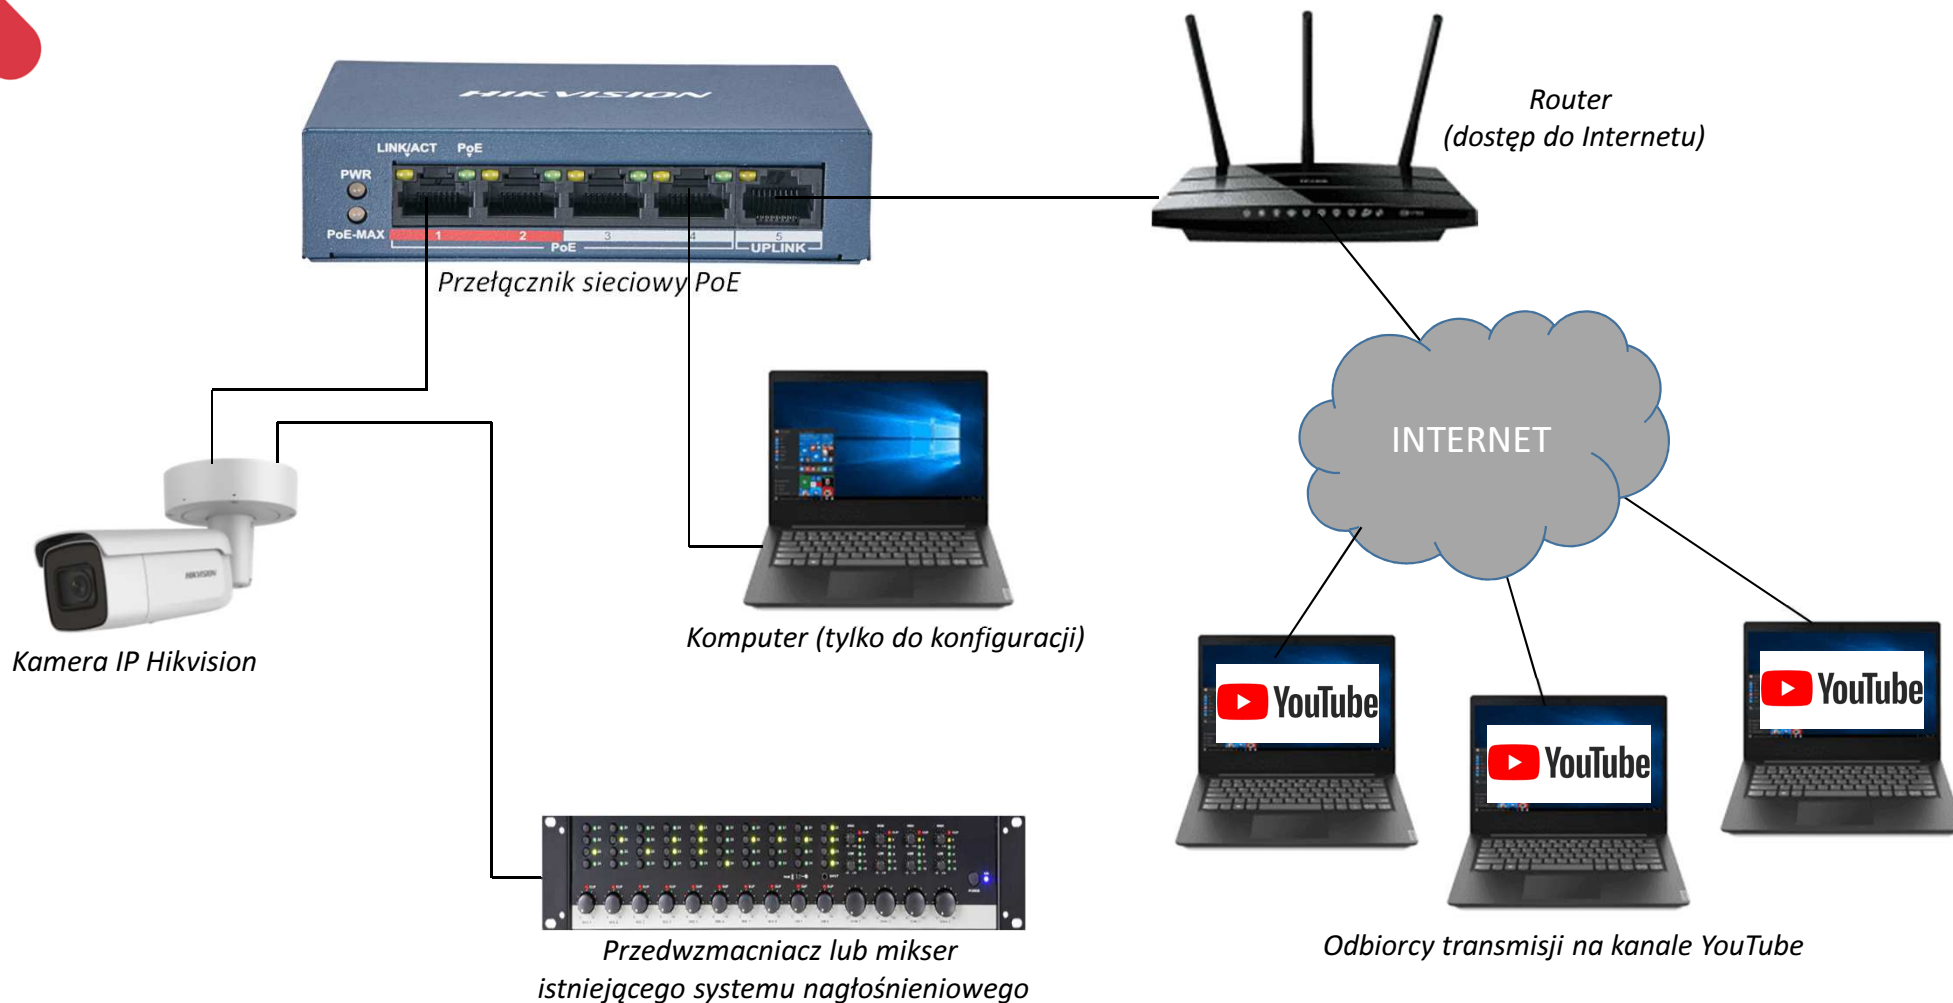 HIKVISION
LINK/ACT PoE
PWR
PoE-MAX
1 2 3 4 5
PoE UPLINK
Przełącznik sieciowy PoE
Router
(dostęp do Internetu)
INTERNET
HIKVISION
Kamera IP Hikvision
Komputer (tylko do konfiguracji)
YouTube
YouTube
YouTube
Przedwzmacniacz lub mikser
istniejącego systemu nagłośnieniowego
Odbiorcy transmisji na kanale YouTube